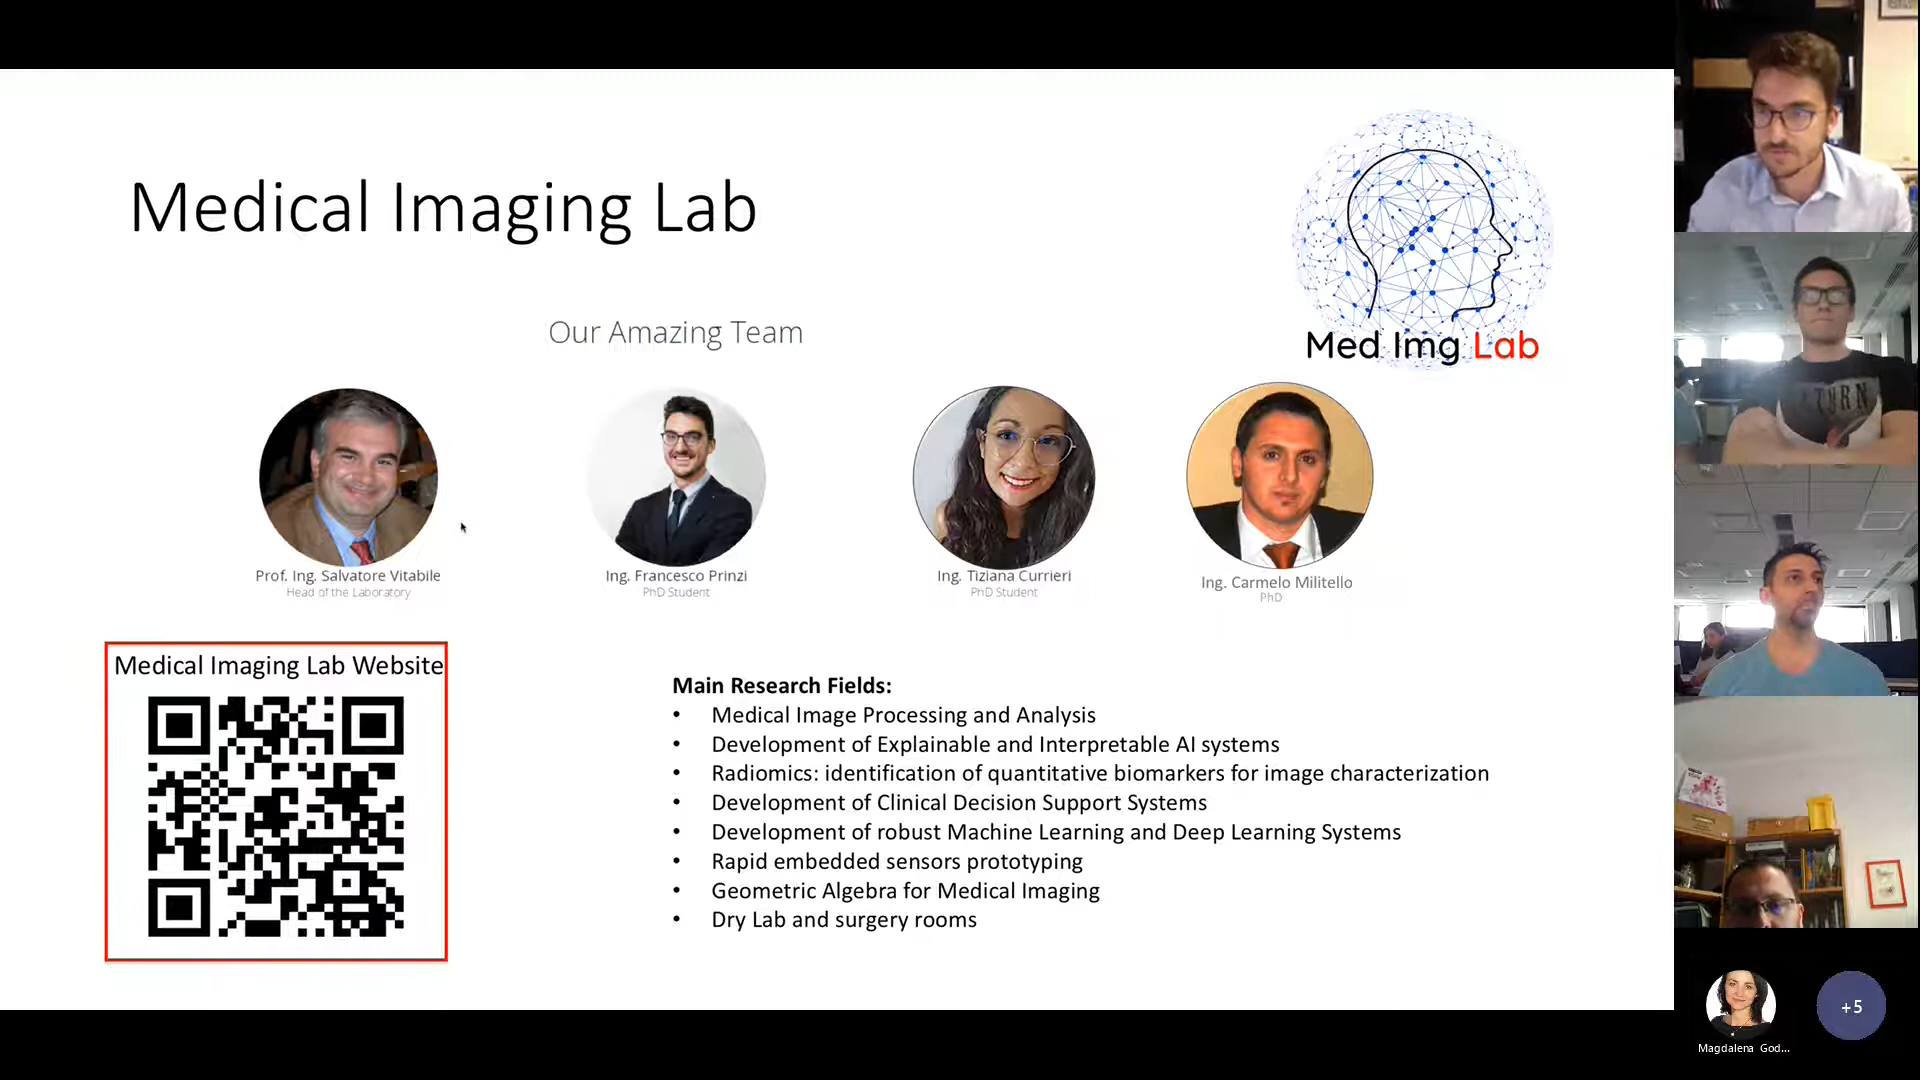 Medical Imaging Lab
Med Img Lab
Our Amazing Team
Prof. Ing. Salvatore Vitabile
Head of the Laboratory
Ing. Francesco Prinzi
PhD Student
Ing. Tiziana Currieri
PhD Student
Ing. Carmelo Militello
PhD
Medical Imaging Lab Website
Main Research Fields:
• Medical Image Processing and Analysis
• Development of Explainable and Interpretable AI systems
• Radiomics: identification of quantitative biomarkers for image characterization
• Development of Clinical Decision Support Systems
• Development of robust Machine Learning and Deep Learning Systems
• Rapid embedded sensors prototyping
• Geometric Algebra for Medical Imaging
• Dry Lab and surgery rooms
Magdalena God...
+5